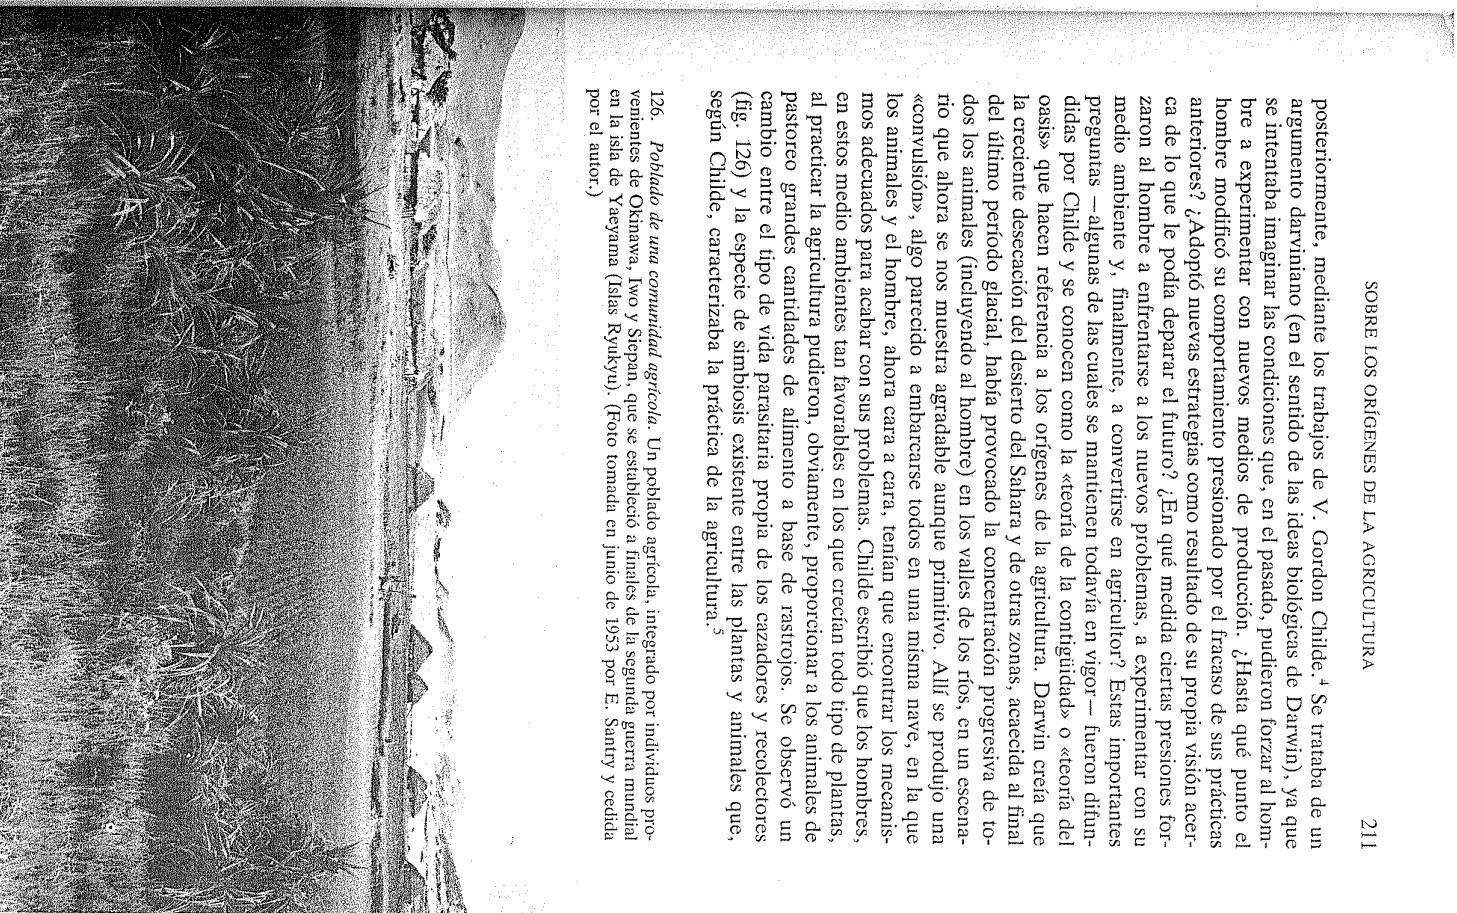 SOBRE LOS ORÍGENES DE LA AGRICULTURA 211
posteriormente, mediante los trabajos de V. Gordon Childe.⁴ Se trataba de un
argumento darviniano (en el sentido de las ideas biológicas de Darwin), ya que
se intentaba imaginar las condiciones que, en el pasado, pudieron forzar al hom-
bre a experimentar con nuevos medios de producción. ¿Hasta qué punto el
hombre modificó su comportamiento presionado por el fracaso de sus prácticas
anteriores? ¿Adoptó nuevas estrategias como resultado de su propia visión acer-
ca de lo que le podía deparar el futuro? ¿En qué medida ciertas presiones for-
zaron al hombre a enfrentarse a los nuevos problemas, a experimentar con su
medio ambiente y, finalmente, a convertirse en agricultor? Estas importantes
preguntas —algunas de las cuales se mantienen todavía en vigor— fueron difun-
didas por Childe y se conocen como la «teoría de la contigüidad» o «teoría del
oasis» que hacen referencia a los orígenes de la agricultura. Darwin creía que
la creciente desecación del desierto del Sahara y de otras zonas, acaecida al final
del último período glacial, había provocado la concentración progresiva de to-
dos los animales (incluyendo al hombre) en los valles de los ríos, en un escena-
rio que ahora se nos muestra agradable aunque primitivo. Allí se produjo una
«convulsión», algo parecido a embarcarse todos en una misma nave, en la que
los animales y el hombre, ahora cara a cara, tenían que encontrar los mecanis-
mos adecuados para acabar con sus problemas. Childe escribió que los hombres,
en estos medio ambientes tan favorables en los que crecían todo tipo de plantas,
al practicar la agricultura pudieron, obviamente, proporcionar a los animales de
pastoreo grandes cantidades de alimento a base de rastrojos. Se observó un
cambio entre el tipo de vida parasitaria propia de los cazadores y recolectores
(fig. 126) y la especie de simbiosis existente entre las plantas y animales que,
según Childe, caracterizaba la práctica de la agricultura.⁵
126. Poblado de una comunidad agrícola. Un poblado agrícola, integrado por individuos pro-
venientes de Okinawa, Iwo y Siepan, que se estableció a finales de la segunda guerra mundial
en la isla de Yaeyama (Islas Ryukyu). (Foto tomada en junio de 1953 por E. Santry y cedida
por el autor.)